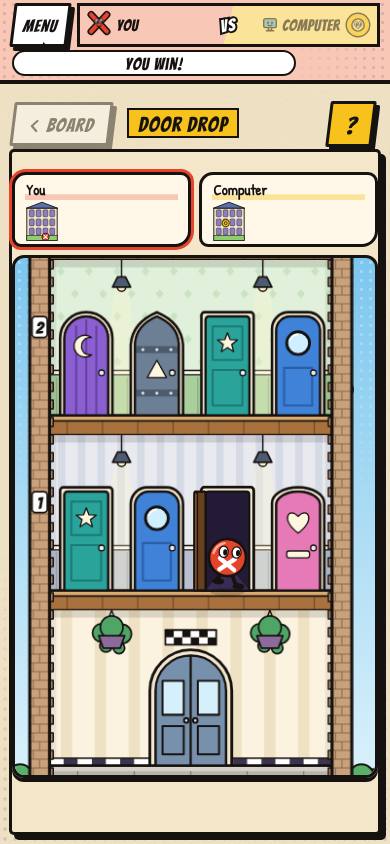 MENU
YOU
VS
COMPUTER
YOU WIN!
< BOARD
DOOR DROP
?
You
Computer
2
1